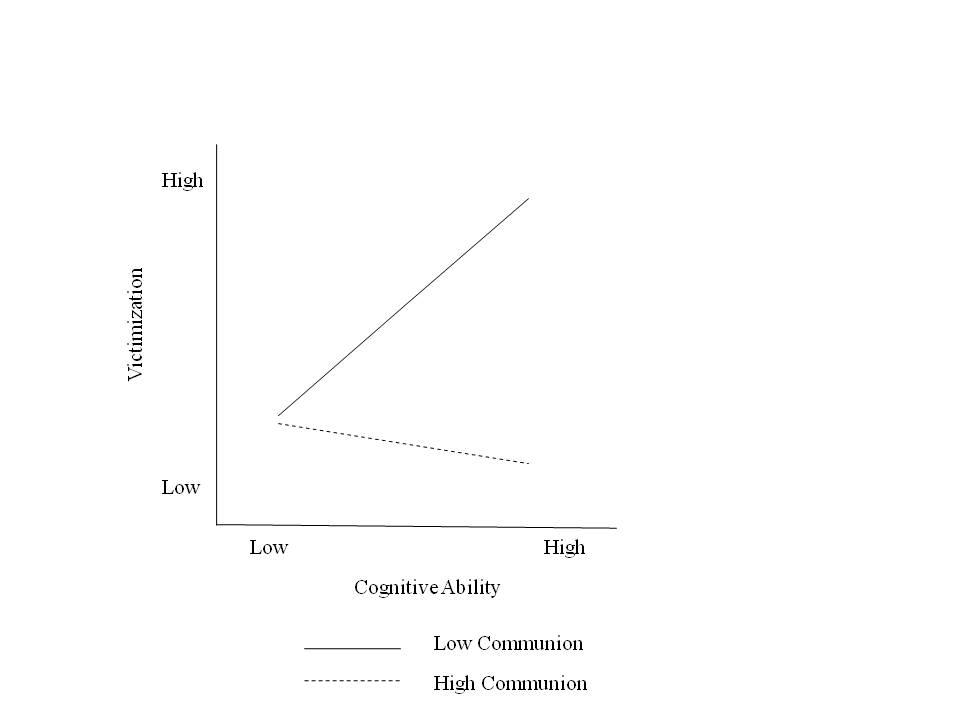 High
Victimization
Low
Low High
Cognitive Ability
Low Communion
High Communion